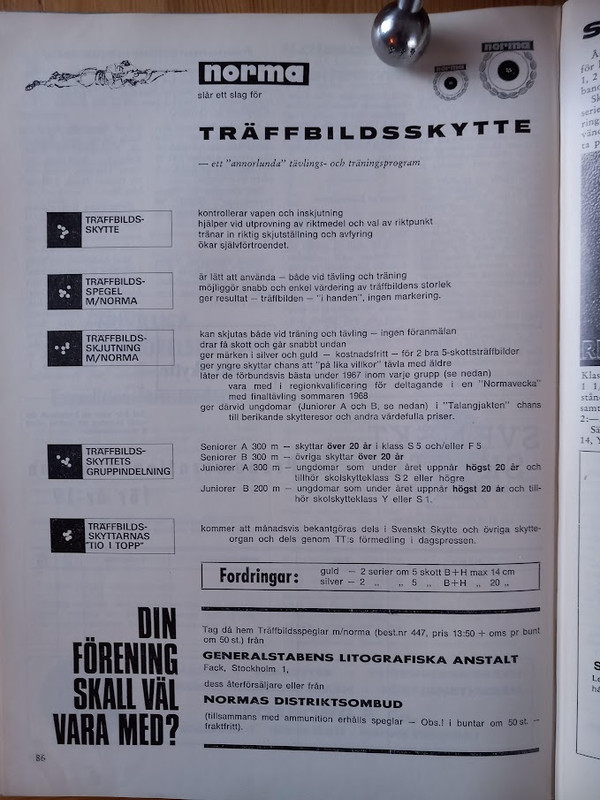 norma
slår ett slag för
norma
TRÄFFBILDSSKYTTE
— ett "annorlunda" tävlings- och träningsprogram
TRÄFFBILDS-
SKYTTE
kontrollerar vapen och inskjutning
hjälper vid utprovning av riktmedel och val av riktpunkt
tränar in riktig skjutställning och avfyring
ökar självförtroendet.
TRÄFFBILDS-
SPEGEL
M/NORMA
är lätt att använda – både vid tävling och träning
möjliggör snabb och enkel värdering av träffbildens storlek
ger resultat – träffbilden – "i handen", ingen markering.
TRÄFFBILDS-
SKJUTNING
M/NORMA
kan skjutas både vid träning och tävling – ingen föranmälan
drar få skott och går snabbt undan
ger märken i silver och guld – kostnadsfritt – för 2 bra 5-skottsträffbilder
ger yngre skyttar chans att "på lika villkor" tävla med äldre
låter de förbundsvis bästa under 1967 inom varje grupp (se nedan)
vara med i regionkvalificering för deltagande i en "Normavecka"
med finaltävling sommaren 1968
ger därvid ungdomar (Juniorer A och B, se nedan) i "Talangjakten" chans
till berikande skytteresor och andra värdefulla priser.
TRÄFFBILDS-
SKYTTETS
GRUPPINDELNING
Seniorer A 300 m — skyttar över 20 år i klass S 5 och/eller F 5
Seniorer B 300 m — övriga skyttar över 20 år
Juniorer A 300 m — ungdomar som under året uppnår högst 20 år och
tillhör skolskytteklass S 2 eller högre
Juniorer B 200 m — ungdomar som under året uppnår högst 20 år och till-
hör skolskytteklass Y eller S 1.
TRÄFFBILDS-
SKYTTARNAS
"TIO I TOPP"
kommer att månadsvis bekantgöras dels i Svenskt Skytte och övriga skytte-
organ och dels genom TT:s förmedling i dagspressen.
Fordringar:
guld — 2 serier om 5 skott B+H max 14 cm
silver — 2 „ „ 5 „ B+H „ 20 „
DIN
FÖRENING
SKALL VÄL
VARA MED?
Tag då hem Träffbildsspeglar m/norma (best.nr 447, pris 13:50 + oms pr bunt
om 50 st.) från
GENERALSTABENS LITOGRAFISKA ANSTALT
Fack, Stockholm 1,
dess återförsäljare eller från
NORMAS DISTRIKTSOMBUD
(tillsammans med ammunition erhålls speglar — Obs.! i buntar om 50 st. —
fraktfritt).
86